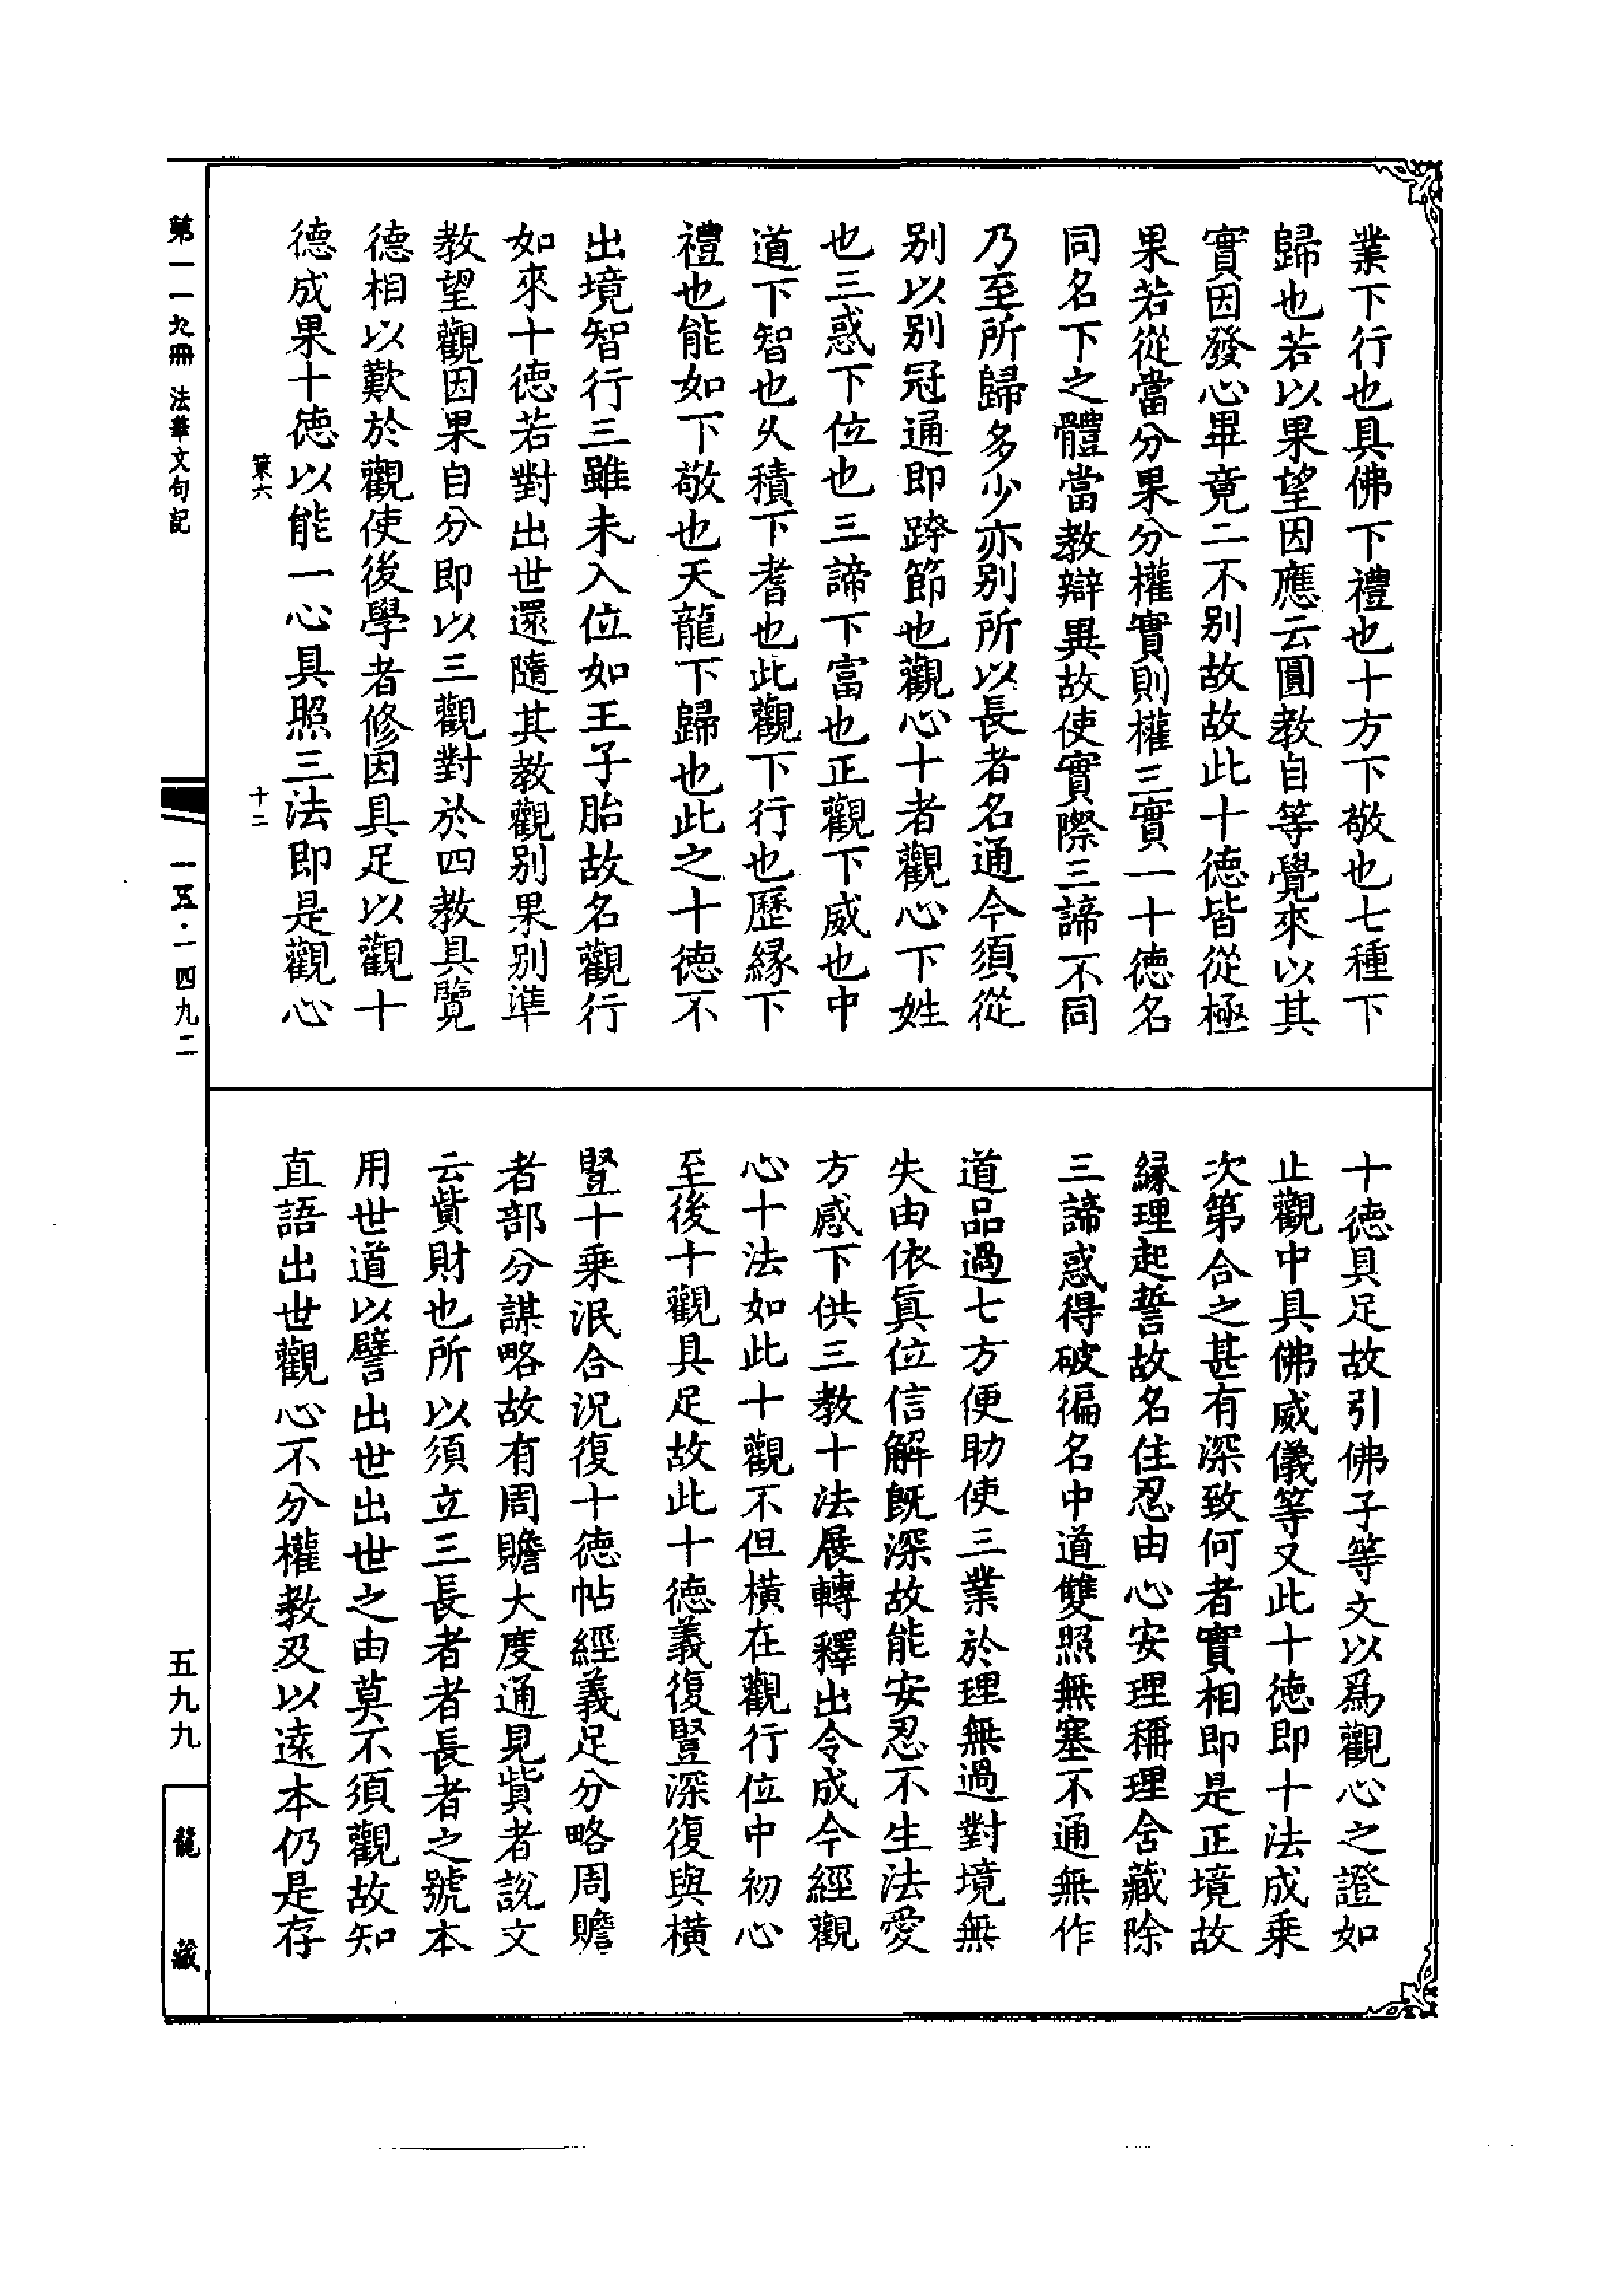 業下行也具佛下禮也十方下敬也七種下
歸也若以果望因應云圓教自等覺來以其
實因發心畢竟二不別故故此十德皆從極
果若從當分果分權實則權三實一十德名
同名下之體當教辯異故使實際三諦不同
乃至所歸多少亦別所以長者名通今須從
別以別冠通即跨節也觀心十者觀心下姓
也三惑下位也三諦下富也正觀下威也中
道下智也乆積下耆也此觀下行也歷緣下
禮也能如下敬也天龍下歸也此之十德不
出境智行三雖未入位如王子胎故名觀行
如來十德若對出世還隨其教觀別果別準
教望觀因果自分即以三觀對於四教具覽
德相以歎於觀使後學者修因具足以觀十
德成果十德以能一心具照三法即是觀心
十德具足故引佛子等文以爲觀心之證如
止觀中具佛威儀等又此十德即十法成乘
次第合之甚有深致何者實相即是正境故
緣理起誓故名住忍由心安理稱理舍藏除
三諦惑得破徧名中道雙照無塞不通無作
道品過七方便助使三業於理無過對境無
失由依眞位信解旣深故能安忍不生法愛
方感下供三教十法展轉釋出令成今經觀
心十法如此十觀不但橫在觀行位中初心
至後十觀具足故此十德義復豎深復與橫
豎十乘泯合況復十德帖經義足分略周贍
者部分謀略故有周贍大度通見貲者說文
云貲財也所以須立三長者者長者之號本
用世道以譬出世出世之由莫不須觀故知
直語出世觀心不分權教及以遠本仍是存
第一一九冊 法華文句記
策六 十二
一五·一四九二
五九九
龍藏